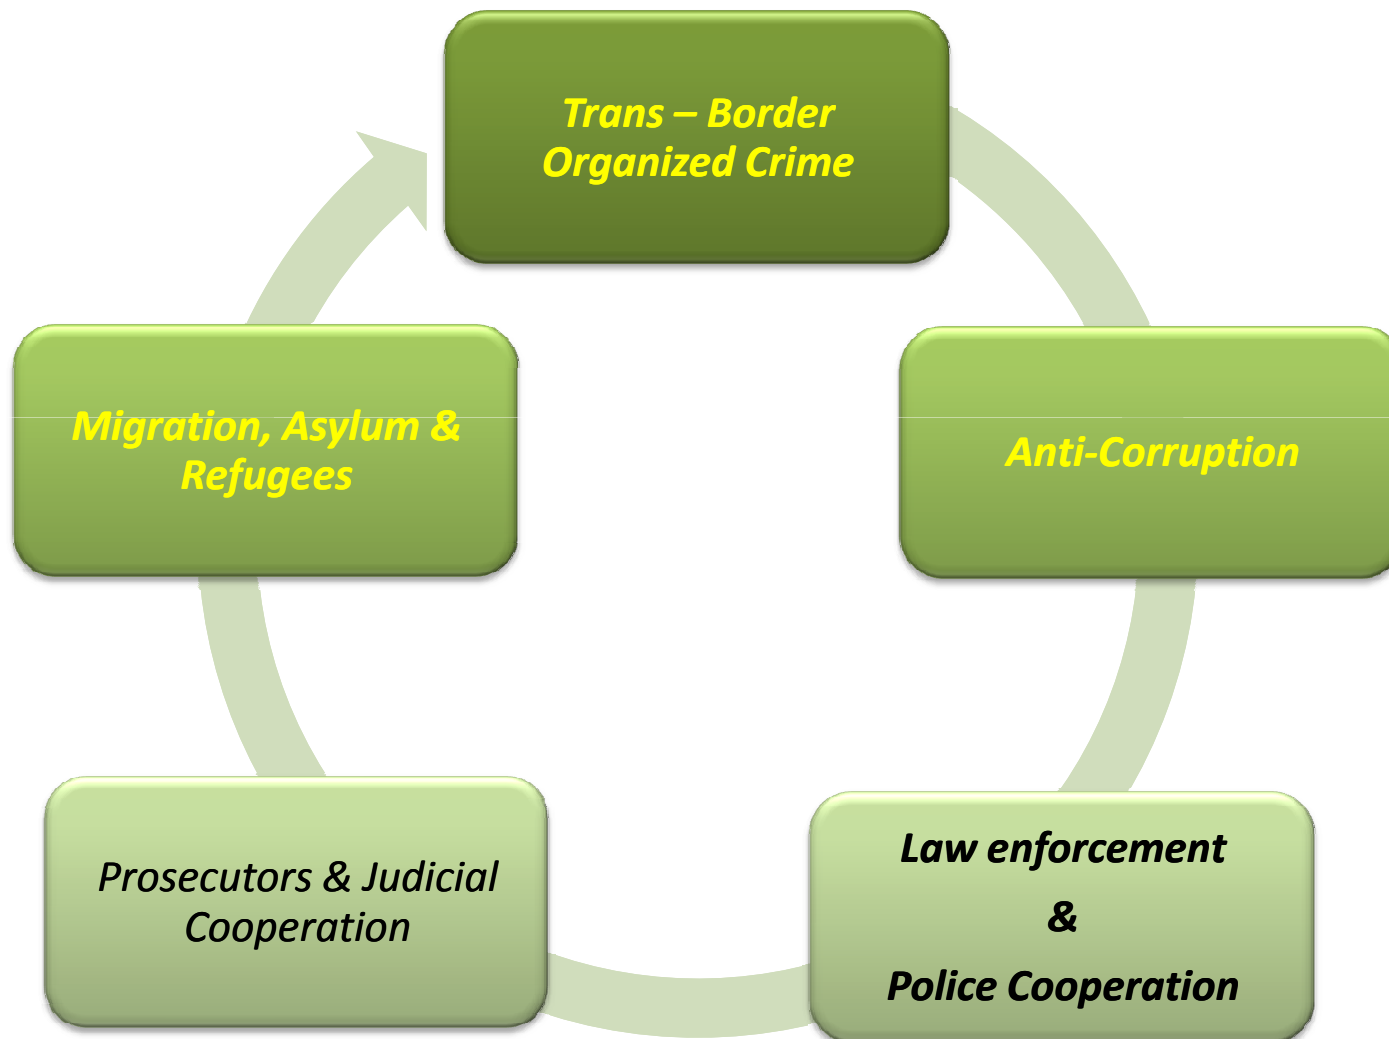 Trans – Border
Organized Crime
Migration, Asylum &
Refugees
Anti-Corruption
Prosecutors & Judicial
Cooperation
Law enforcement
&
Police Cooperation